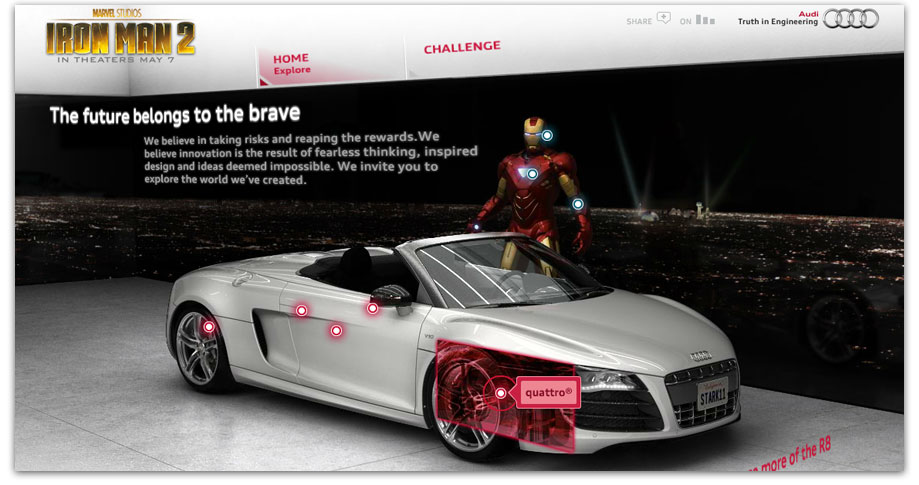 MARVEL STUDIOS
IRON MAN 2
IN THEATERS MAY 7
SHARE
ON
Audi
Truth in Engineering
HOME
Explore
CHALLENGE
The future belongs to the brave
We believe in taking risks and reaping the rewards.We
believe innovation is the result of fearless thinking, inspired
design and ideas deemed impossible. We invite you to
explore the world we've created.
V10
quattro®
STARK11
more of the R8